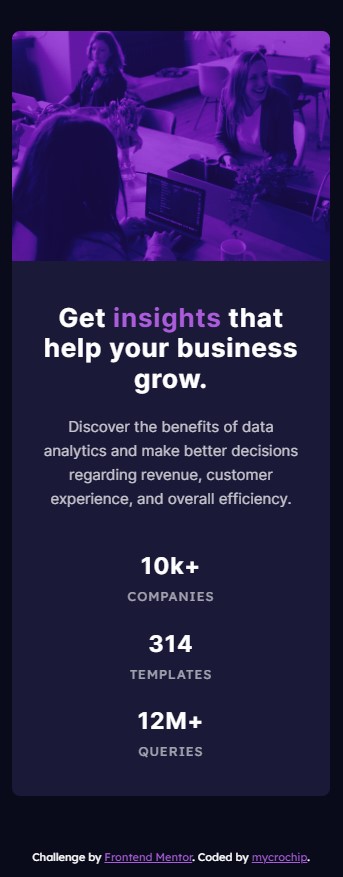 Get insights that
help your business
grow.
Discover the benefits of data
analytics and make better decisions
regarding revenue, customer
experience, and overall efficiency.
10k+
COMPANIES
314
TEMPLATES
12M+
QUERIES
Challenge by Frontend Mentor. Coded by mycrochip.